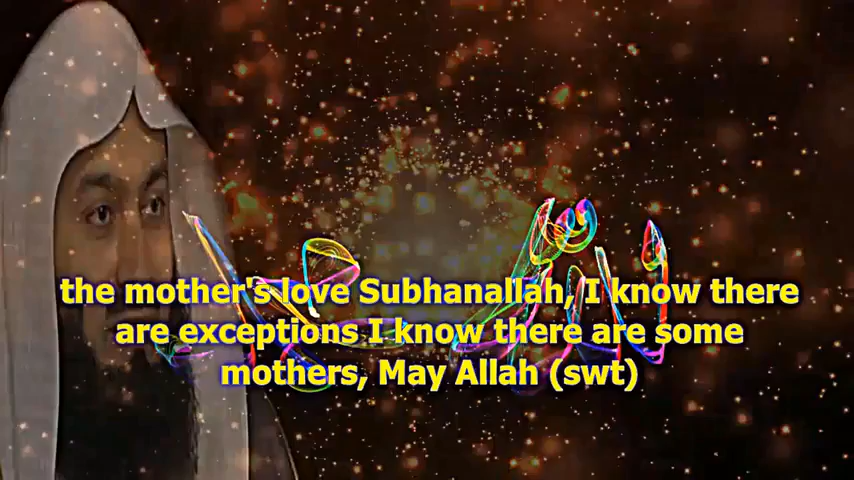 the mother's love Subhanallah, I know there
are exceptions I know there are some
mothers, May Allah (swt)